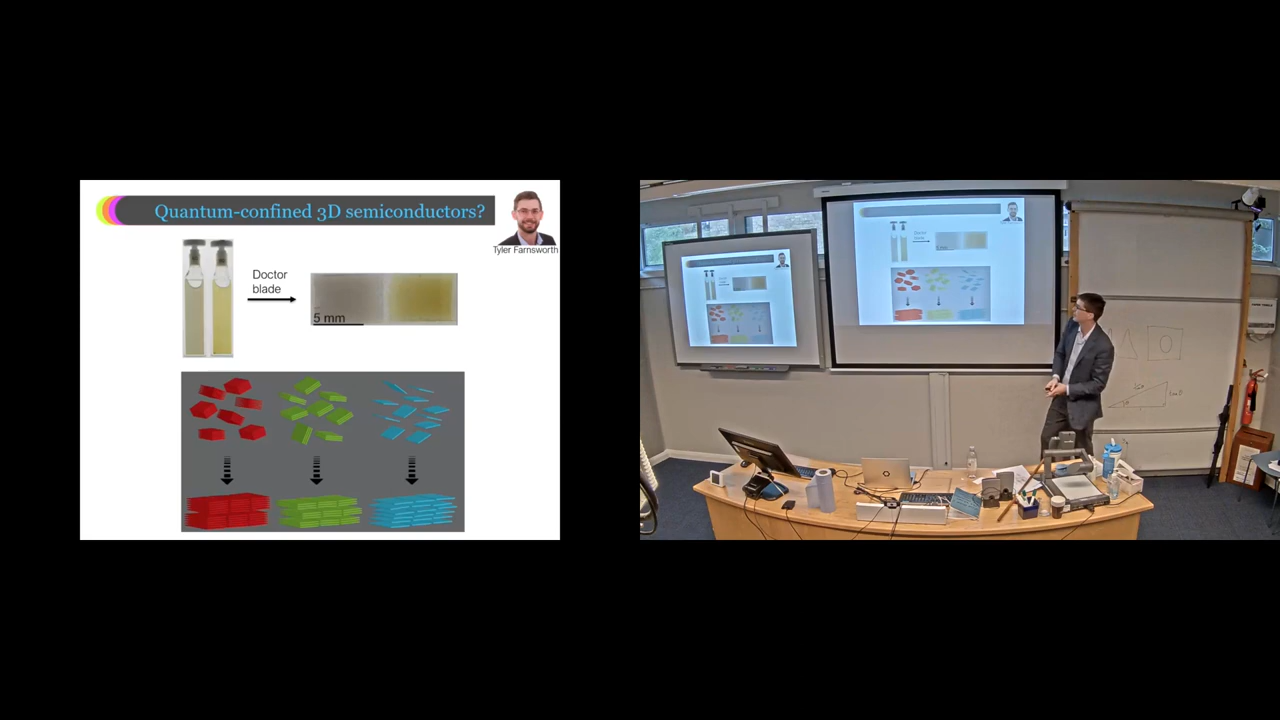 Quantum-confined 3D semiconductors?
Tyler Farnsworth
Doctor
blade
5 mm